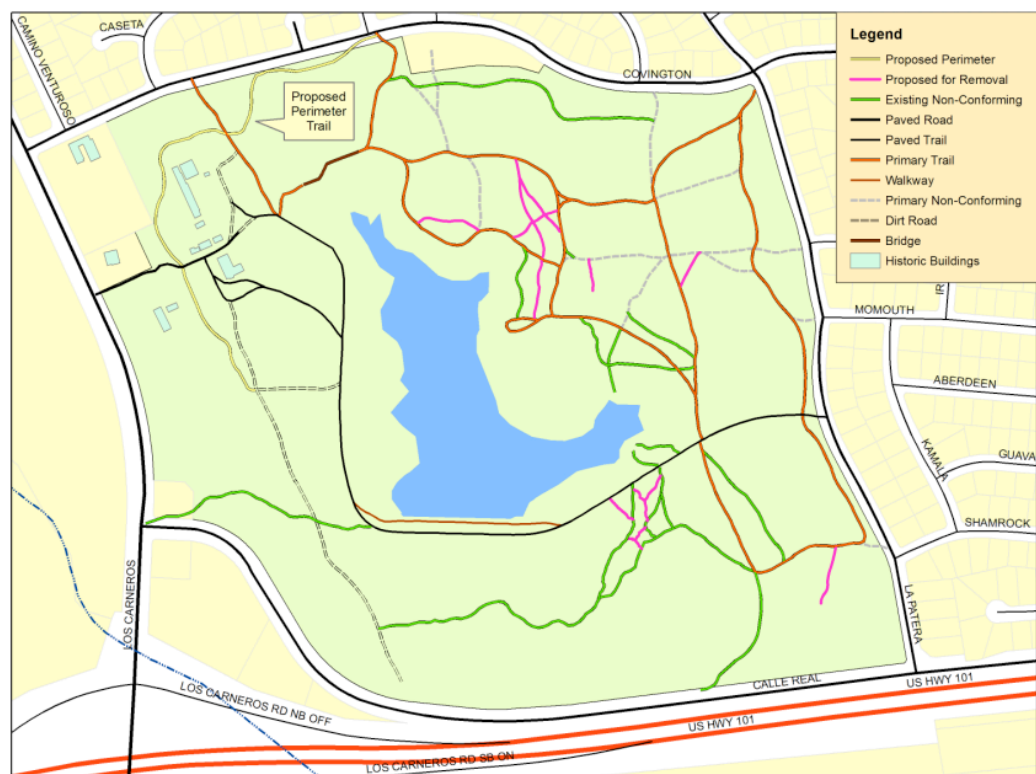 CASETA
CAMINO VENTUROSO
COVINGTON
Proposed
Perimeter
Trail
Legend
Proposed Perimeter
Proposed for Removal
Existing Non-Conforming
Paved Road
Paved Trail
Primary Trail
Walkway
Primary Non-Conforming
Dirt Road
Bridge
Historic Buildings
IR
MOMOUTH
ABERDEEN
KAMALA
GUAVA
SHAMROCK
LA PATERA
LOS CARNEROS
CALLE REAL
US HWY 101
LOS CARNEROS RD NB OFF
US HWY 101
LOS CARNEROS RD SB ON